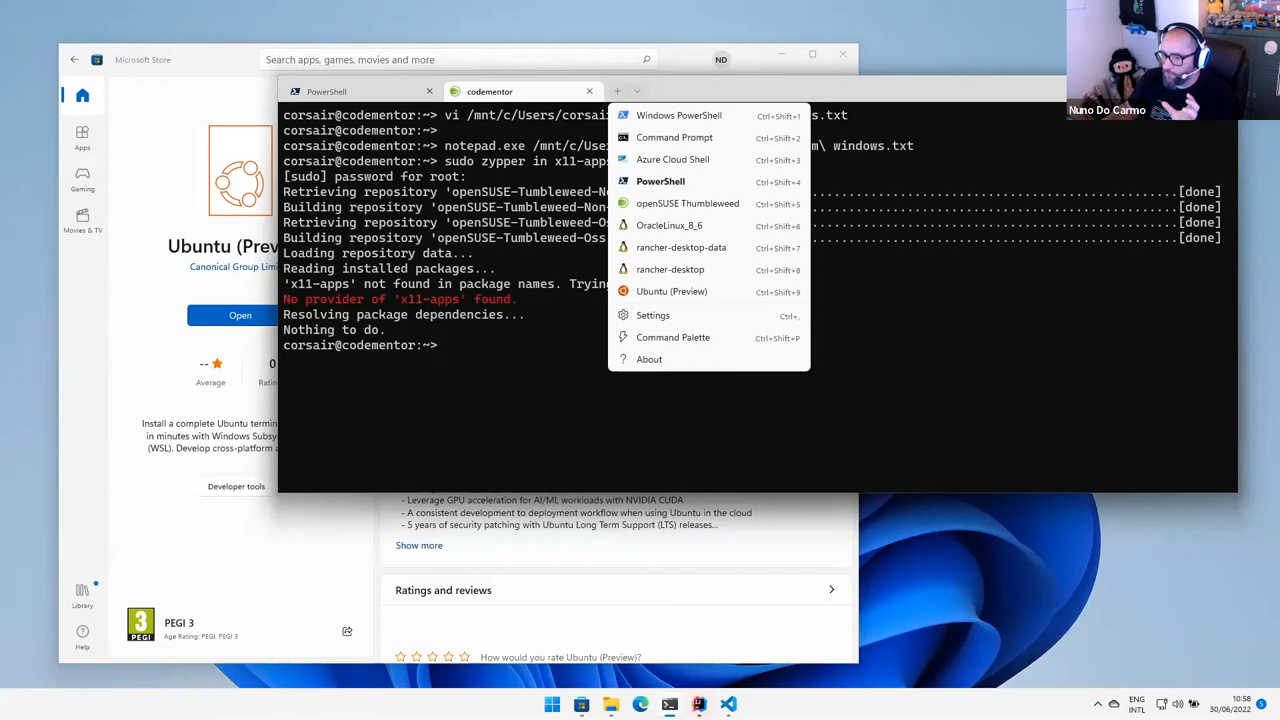 Microsoft Store
Search apps, games, movies and more
ND
Home
Apps
Gaming
Movies & TV
Library
Help
Ubuntu (Prev
Canonical Group Limi
Open
-- ★
Average
0
Ratin
Install a complete Ubuntu termin
in minutes with Windows Subsys
(WSL). Develop cross-platform a
Developer tools
PEGI 3
Age Rating: PEGI. PEGI 3
- Leverage GPU acceleration for AI/ML workloads with NVIDIA CUDA
- A consistent development to deployment workflow when using Ubuntu in the cloud
- 5 years of security patching with Ubuntu Long Term Support (LTS) releases...
Show more
Ratings and reviews
How would you rate Ubuntu (Preview)?
PowerShell
codementor
corsair@codementor:~> vi /mnt/c/Users/corsai s.txt
corsair@codementor:~>
corsair@codementor:~> notepad.exe /mnt/c/Use m\ windows.txt
corsair@codementor:~> sudo zypper in x11-apps
[sudo] password for root:
Retrieving repository 'openSUSE-Tumbleweed-No [done]
Building repository 'openSUSE-Tumbleweed-Non [done]
Retrieving repository 'openSUSE-Tumbleweed-Os [done]
Building repository 'openSUSE-Tumbleweed-Oss [done]
Loading repository data...
Reading installed packages...
'x11-apps' not found in package names. Trying
No provider of 'x11-apps' found.
Resolving package dependencies...
Nothing to do.
corsair@codementor:~>
Windows PowerShell Ctrl+Shift+1
Command Prompt Ctrl+Shift+2
Azure Cloud Shell Ctrl+Shift+3
PowerShell Ctrl+Shift+4
openSUSE Thumbleweed Ctrl+Shift+5
OracleLinux_8_6 Ctrl+Shift+6
rancher-desktop-data Ctrl+Shift+7
rancher-desktop Ctrl+Shift+8
Ubuntu (Preview) Ctrl+Shift+9
Settings Ctrl+,
Command Palette Ctrl+Shift+P
About
Nuno Do Carmo
ENG
INTL
10:58
30/06/2022
5